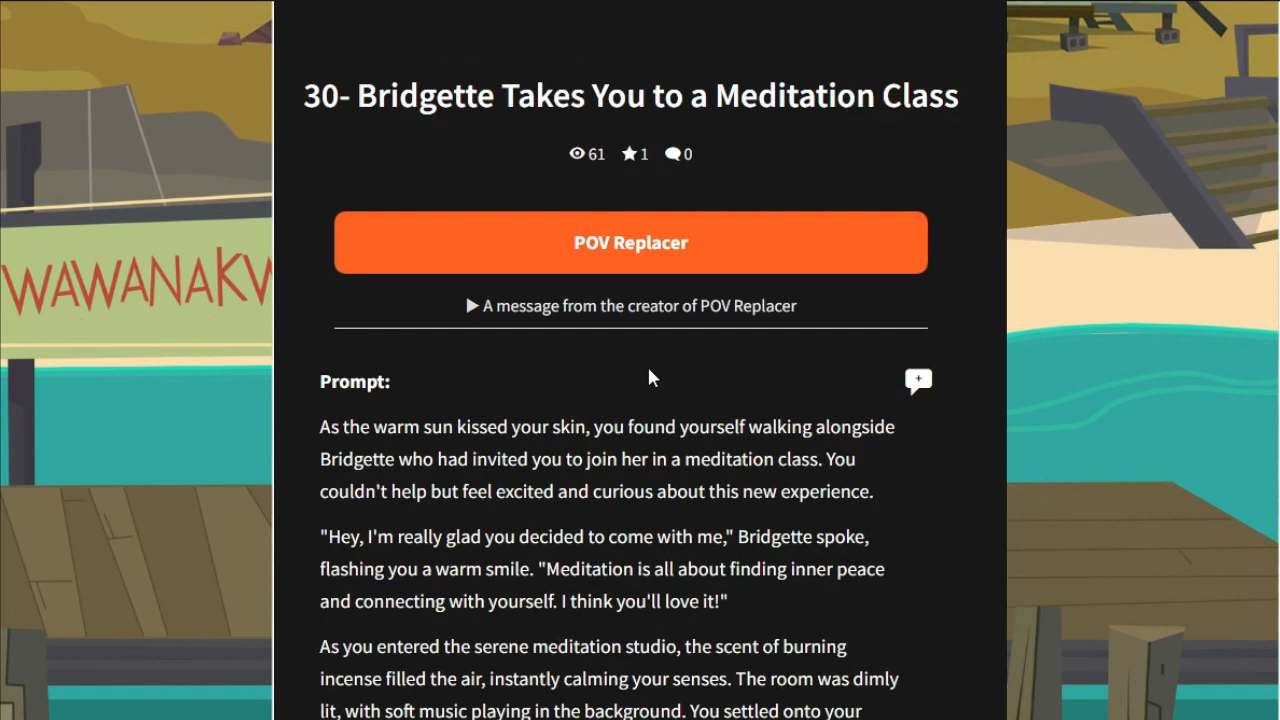 30- Bridgette Takes You to a Meditation Class
61 1 0
POV Replacer
▶ A message from the creator of POV Replacer
WAWANAKW
Prompt:
As the warm sun kissed your skin, you found yourself walking alongside
Bridgette who had invited you to join her in a meditation class. You
couldn't help but feel excited and curious about this new experience.
"Hey, I'm really glad you decided to come with me," Bridgette spoke,
flashing you a warm smile. "Meditation is all about finding inner peace
and connecting with yourself. I think you'll love it!"
As you entered the serene meditation studio, the scent of burning
incense filled the air, instantly calming your senses. The room was dimly
lit, with soft music playing in the background. You settled onto your